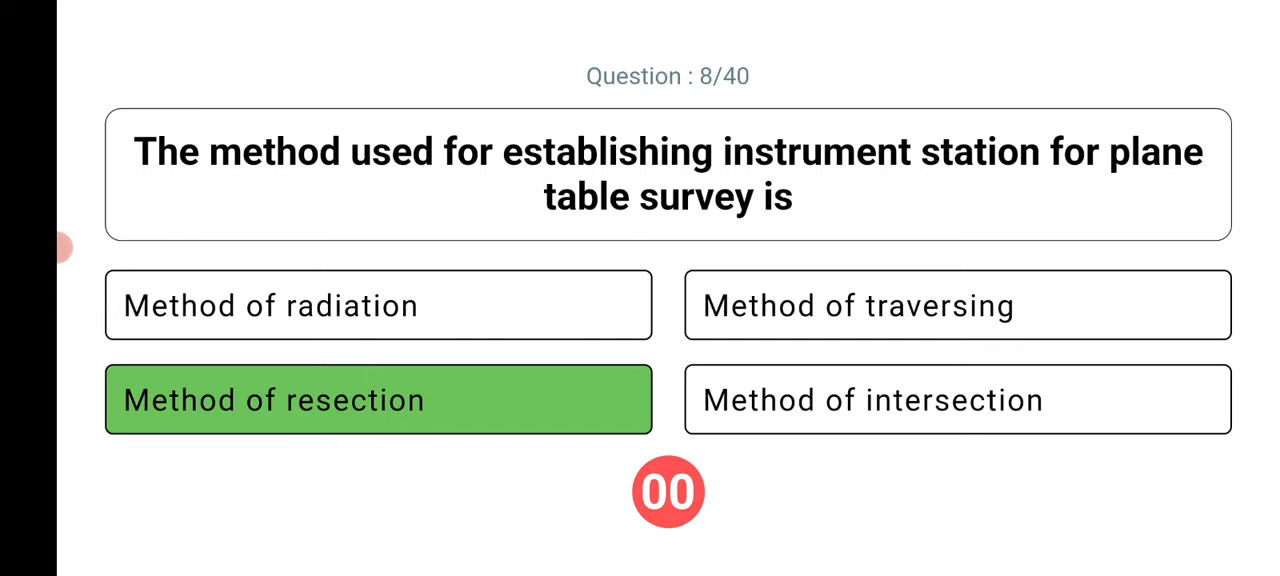 Question : 8/40
The method used for establishing instrument station for plane
table survey is
Method of radiation
Method of traversing
Method of resection
Method of intersection
00